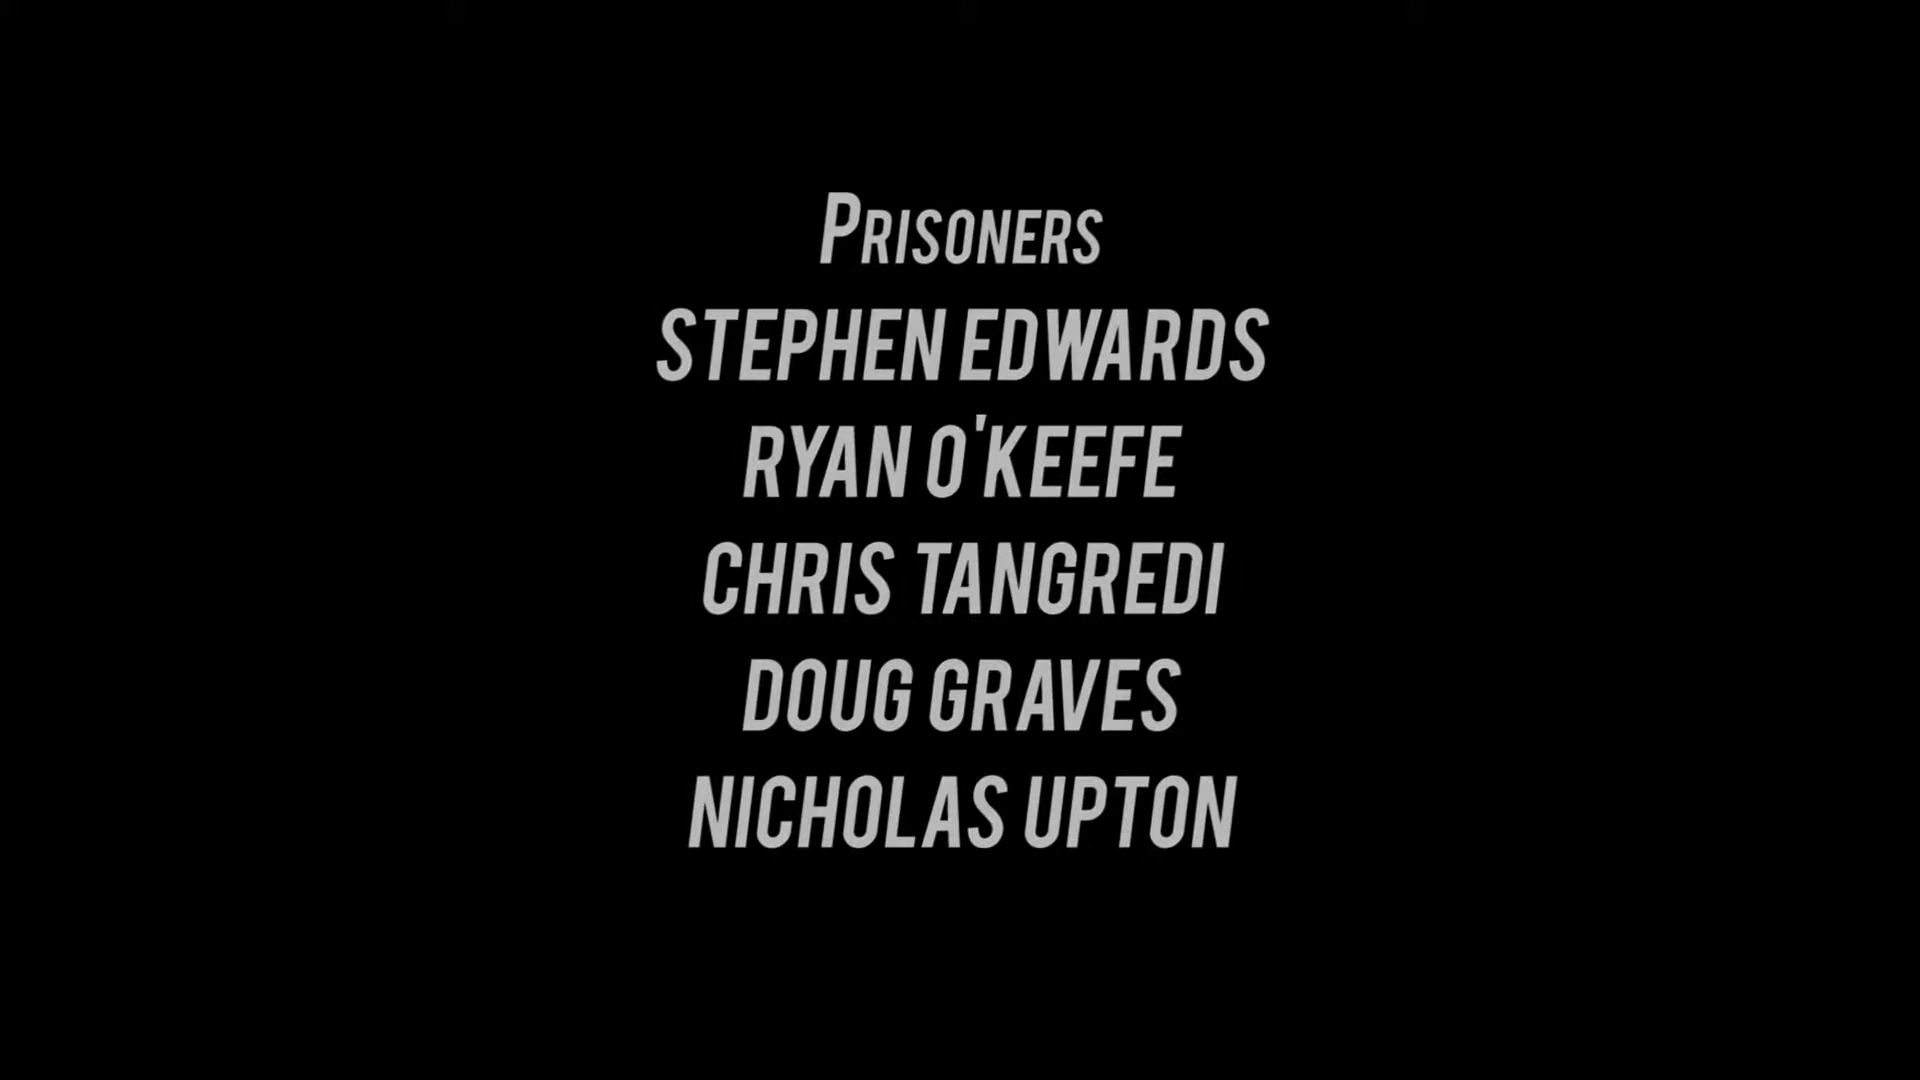 Prisoners
STEPHEN EDWARDS
RYAN O'KEEFE
CHRIS TANGREDI
DOUG GRAVES
NICHOLAS UPTON